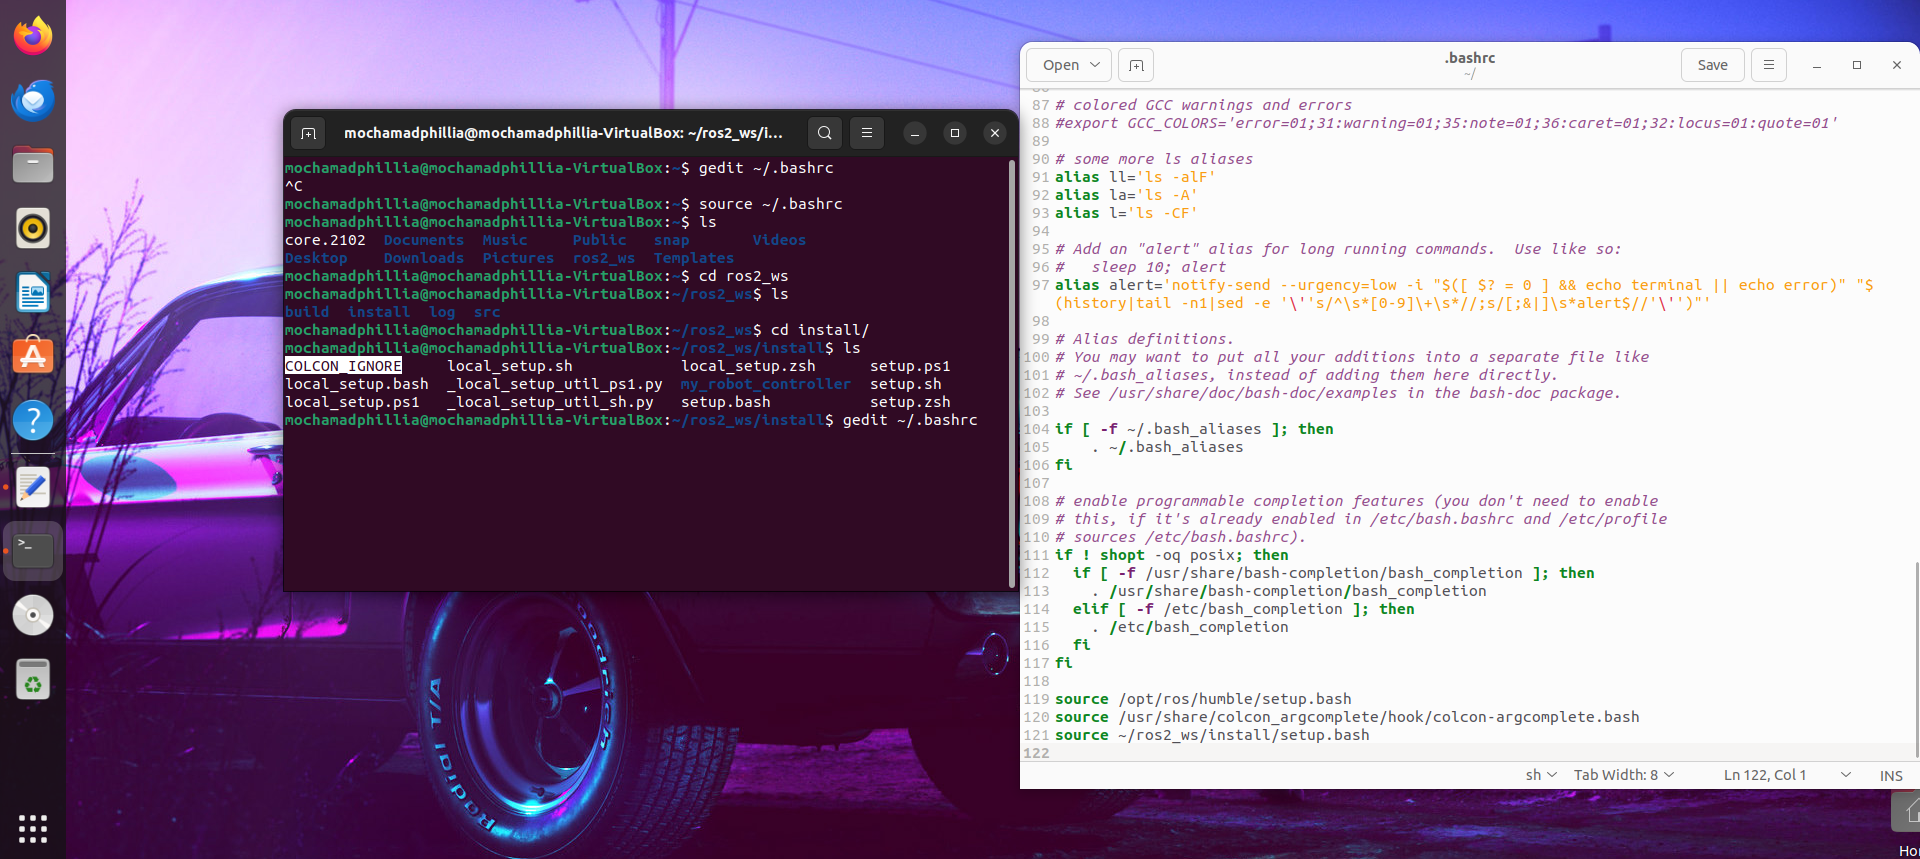 mochamadphillia@mochamadphillia-VirtualBox: ~/ros2_ws/i...
mochamadphillia@mochamadphillia-VirtualBox:~$ gedit ~/.bashrc
^C
mochamadphillia@mochamadphillia-VirtualBox:~$ source ~/.bashrc
mochamadphillia@mochamadphillia-VirtualBox:~$ ls
core.2102  Documents  Music     Public   snap       Videos
Desktop    Downloads  Pictures  ros2_ws  Templates
mochamadphillia@mochamadphillia-VirtualBox:~$ cd ros2_ws
mochamadphillia@mochamadphillia-VirtualBox:~/ros2_ws$ ls
build  install  log  src
mochamadphillia@mochamadphillia-VirtualBox:~/ros2_ws$ cd install/
mochamadphillia@mochamadphillia-VirtualBox:~/ros2_ws/install$ ls
COLCON_IGNORE     local_setup.sh            local_setup.zsh      setup.ps1
local_setup.bash  _local_setup_util_ps1.py  my_robot_controller  setup.sh
local_setup.ps1   _local_setup_util_sh.py   setup.bash           setup.zsh
mochamadphillia@mochamadphillia-VirtualBox:~/ros2_ws/install$ gedit ~/.bashrc
Open
.bashrc
~/
Save
87 # colored GCC warnings and errors
88 #export GCC_COLORS='error=01;31:warning=01;35:note=01;36:caret=01;32:locus=01:quote=01'
89
90 # some more ls aliases
91 alias ll='ls -alF'
92 alias la='ls -A'
93 alias l='ls -CF'
94
95 # Add an "alert" alias for long running commands.  Use like so:
96 #   sleep 10; alert
97 alias alert='notify-send --urgency=low -i "$([ $? = 0 ] && echo terminal || echo error)" "$
(history|tail -n1|sed -e '\''s/^\s*[0-9]\+\s*//;s/[;&|]\s*alert$//'\'')"'
98
99 # Alias definitions.
100 # You may want to put all your additions into a separate file like
101 # ~/.bash_aliases, instead of adding them here directly.
102 # See /usr/share/doc/bash-doc/examples in the bash-doc package.
103
104 if [ -f ~/.bash_aliases ]; then
105     . ~/.bash_aliases
106 fi
107
108 # enable programmable completion features (you don't need to enable
109 # this, if it's already enabled in /etc/bash.bashrc and /etc/profile
110 # sources /etc/bash.bashrc).
111 if ! shopt -oq posix; then
112   if [ -f /usr/share/bash-completion/bash_completion ]; then
113     . /usr/share/bash-completion/bash_completion
114   elif [ -f /etc/bash_completion ]; then
115     . /etc/bash_completion
116   fi
117 fi
118
119 source /opt/ros/humble/setup.bash
120 source /usr/share/colcon_argcomplete/hook/colcon-argcomplete.bash
121 source ~/ros2_ws/install/setup.bash
122
sh
Tab Width: 8
Ln 122, Col 1
INS
Radial T/A